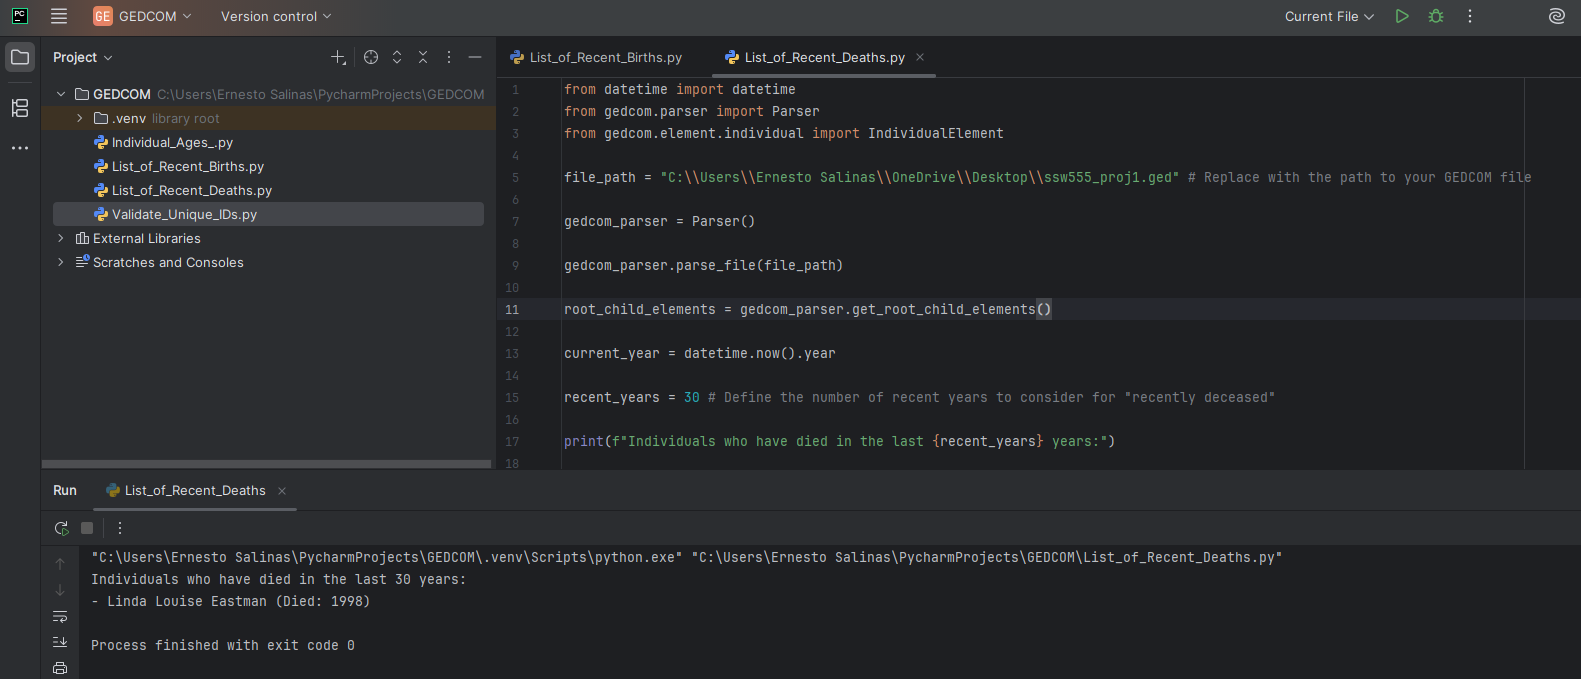 PC
GE GEDCOM Version control Current File
Project
List_of_Recent_Births.py List_of_Recent_Deaths.py
GEDCOM C:\Users\Ernesto Salinas\PycharmProjects\GEDCOM
.venv library root
Individual_Ages_.py
List_of_Recent_Births.py
List_of_Recent_Deaths.py
Validate_Unique_IDs.py
External Libraries
Scratches and Consoles
1 from datetime import datetime
2 from gedcom.parser import Parser
3 from gedcom.element.individual import IndividualElement
4
5 file_path = "C:\\Users\\Ernesto Salinas\\OneDrive\\Desktop\\ssw555_proj1.ged" # Replace with the path to your GEDCOM file
6
7 gedcom_parser = Parser()
8
9 gedcom_parser.parse_file(file_path)
10
11 root_child_elements = gedcom_parser.get_root_child_elements()
12
13 current_year = datetime.now().year
14
15 recent_years = 30 # Define the number of recent years to consider for "recently deceased"
16
17 print(f"Individuals who have died in the last {recent_years} years:")
18
Run List_of_Recent_Deaths
"C:\Users\Ernesto Salinas\PycharmProjects\GEDCOM\.venv\Scripts\python.exe" "C:\Users\Ernesto Salinas\PycharmProjects\GEDCOM\List_of_Recent_Deaths.py"
Individuals who have died in the last 30 years:
- Linda Louise Eastman (Died: 1998)
Process finished with exit code 0